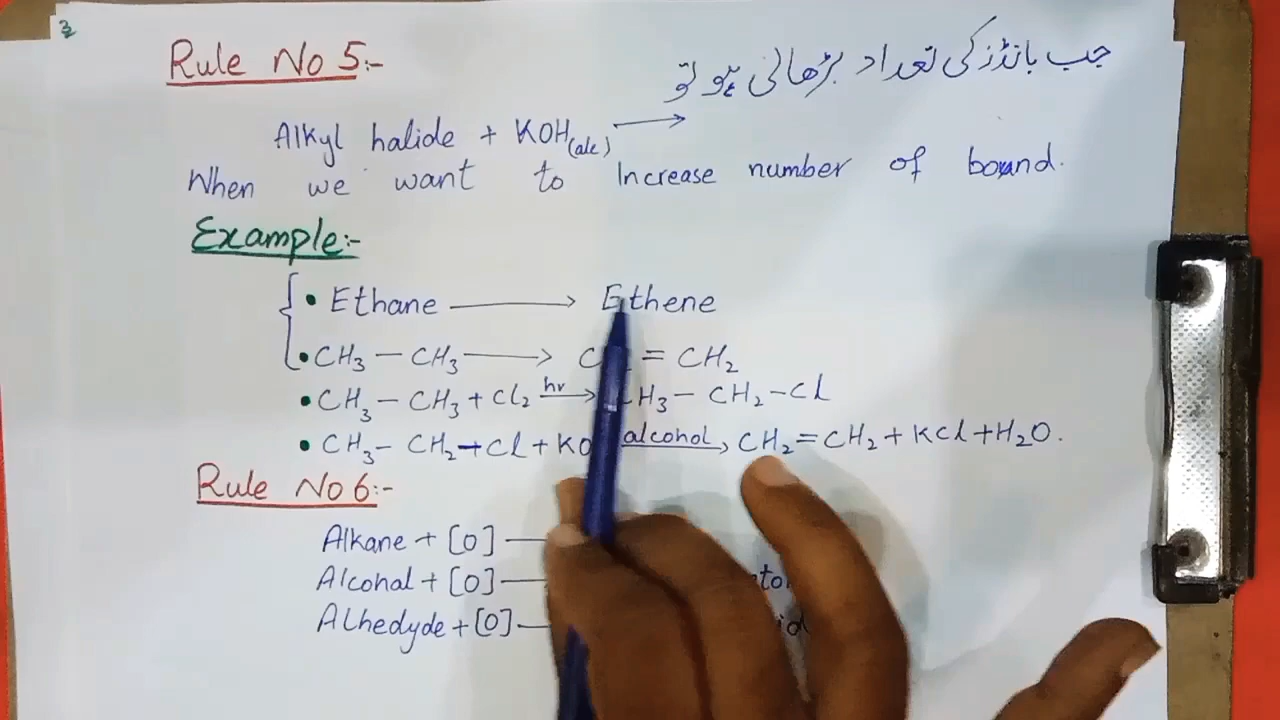 3
Rule No 5:-
جب بانڈز کی تعداد بڑھانی ہو تو
Alkyl halide + KOH(alc) ⟶
When we want to Increase number of bound.
Example:-
• Ethane ⟶ Ethene
• CH₃ – CH₃ ⟶ = CH₂
• CH₃ – CH₃ + Cl₂ hv⟶ H₃ – CH₂ – Cl
• CH₃ – CH₂ – Cl + KO alcohol⟶ CH₂ = CH₂ + KCl + H₂O.
Rule No 6:-
Alkane + [O] —
Alcohal + [O] —
Alhedyde + [O] —